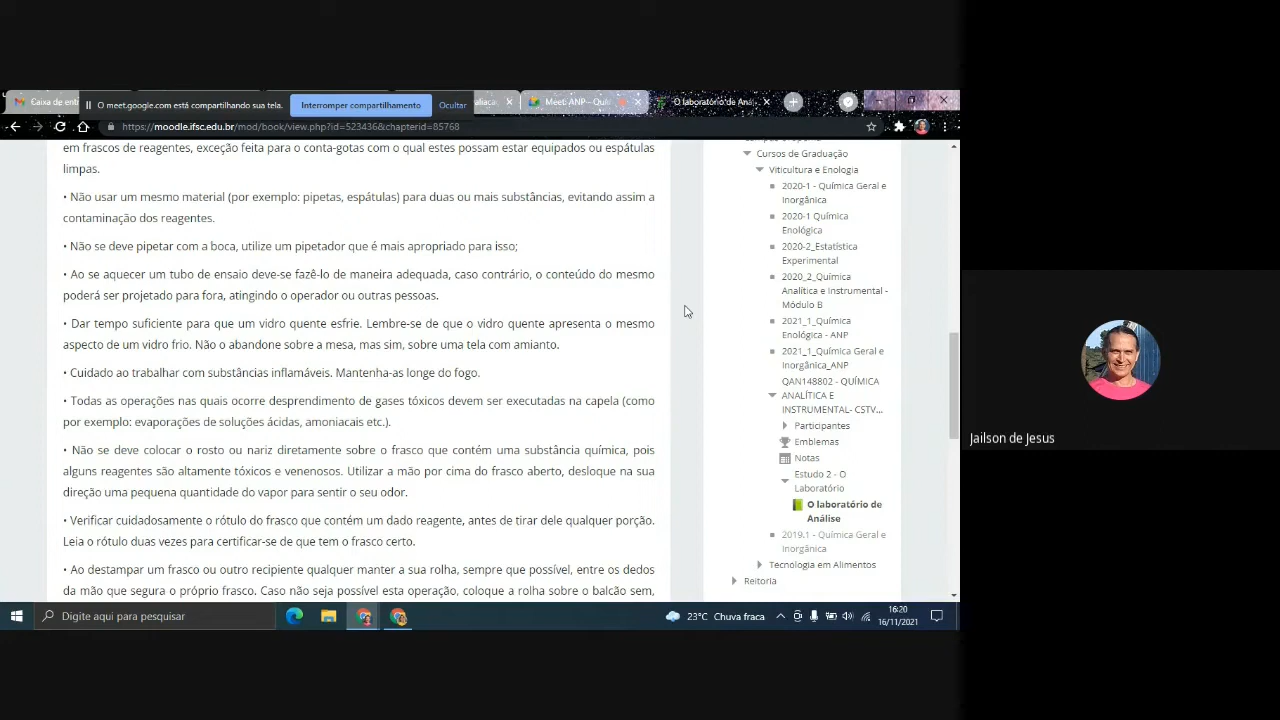 Caixa de ent
O meet.google.com está compartilhando sua tela.
Interromper compartilhamento
Ocultar
Meet: ANP - Quí
O laboratório de Aná
https://moodle.ifsc.edu.br/mod/book/view.php?id=523436&chapterid=85768
em frascos de reagentes, exceção feita para o conta-gotas com o qual estes possam estar equipados ou espátulas
limpas.
• Não usar um mesmo material (por exemplo: pipetas, espátulas) para duas ou mais substâncias, evitando assim a
contaminação dos reagentes.
• Não se deve pipetar com a boca, utilize um pipetador que é mais apropriado para isso;
• Ao se aquecer um tubo de ensaio deve-se fazê-lo de maneira adequada, caso contrário, o conteúdo do mesmo
poderá ser projetado para fora, atingindo o operador ou outras pessoas.
• Dar tempo suficiente para que um vidro quente esfrie. Lembre-se de que o vidro quente apresenta o mesmo
aspecto de um vidro frio. Não o abandone sobre a mesa, mas sim, sobre uma tela com amianto.
• Cuidado ao trabalhar com substâncias inflamáveis. Mantenha-as longe do fogo.
• Todas as operações nas quais ocorre desprendimento de gases tóxicos devem ser executadas na capela (como
por exemplo: evaporações de soluções ácidas, amoniacais etc.).
• Não se deve colocar o rosto ou nariz diretamente sobre o frasco que contém uma substância química, pois
alguns reagentes são altamente tóxicos e venenosos. Utilizar a mão por cima do frasco aberto, desloque na sua
direção uma pequena quantidade do vapor para sentir o seu odor.
• Verificar cuidadosamente o rótulo do frasco que contém um dado reagente, antes de tirar dele qualquer porção.
Leia o rótulo duas vezes para certificar-se de que tem o frasco certo.
• Ao destampar um frasco ou outro recipiente qualquer manter a sua rolha, sempre que possível, entre os dedos
da mão que segura o próprio frasco. Caso não seja possível esta operação, coloque a rolha sobre o balcão sem,
Cursos de Graduação
Viticultura e Enologia
2020-1 - Química Geral e
Inorgânica
2020-1 Química
Enológica
2020-2_Estatística
Experimental
2020_2_Química
Analítica e Instrumental -
Módulo B
2021_1_Química
Enológica - ANP
2021_1_Química Geral e
Inorgânica_ANP
QAN148802 - QUÍMICA
ANALÍTICA E
INSTRUMENTAL- CSTV...
Participantes
Emblemas
Notas
Estudo 2 - O
Laboratório
O laboratório de
Análise
2019.1 - Química Geral e
Inorgânica
Tecnologia em Alimentos
Reitoria
Jailson de Jesus
Digite aqui para pesquisar
23°C Chuva fraca
16:20
16/11/2021